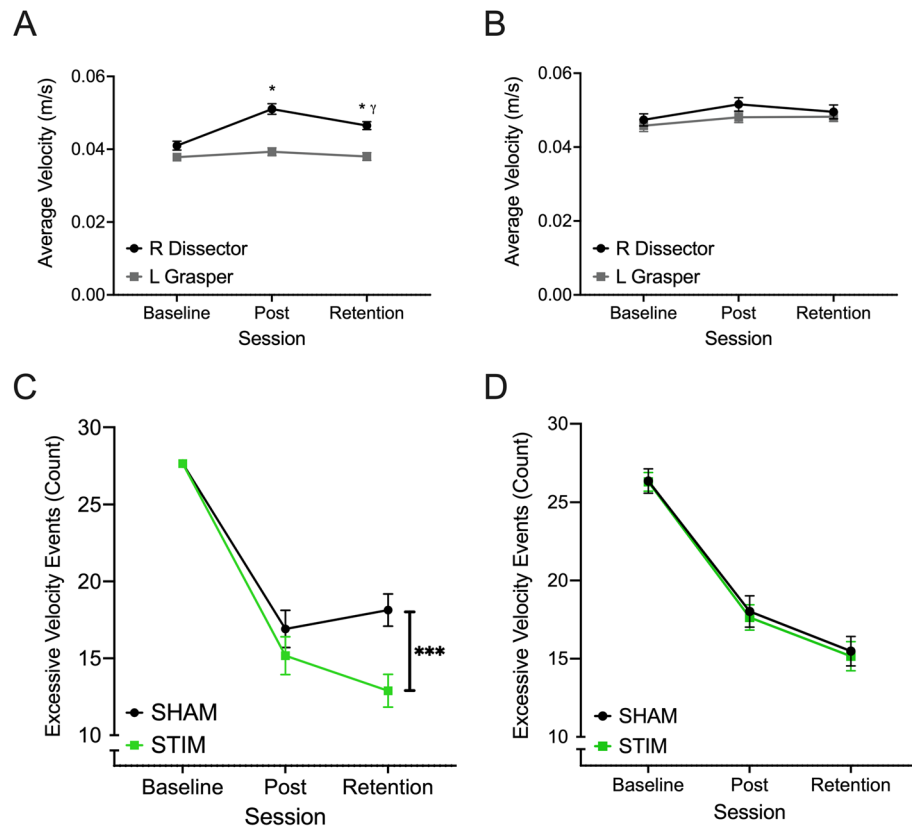 A
Average Velocity (m/s)
0.06
0.04
0.02
0.00
*
* γ
R Dissector
L Grasper
Baseline
Post
Retention
Session
B
Average Velocity (m/s)
0.06
0.04
0.02
0.00
R Dissector
L Grasper
Baseline
Post
Retention
Session
C
Excessive Velocity Events (Count)
30
25
20
15
10
***
SHAM
STIM
Baseline
Post
Retention
Session
D
Excessive Velocity Events (Count)
30
25
20
15
10
SHAM
STIM
Baseline
Post
Retention
Session